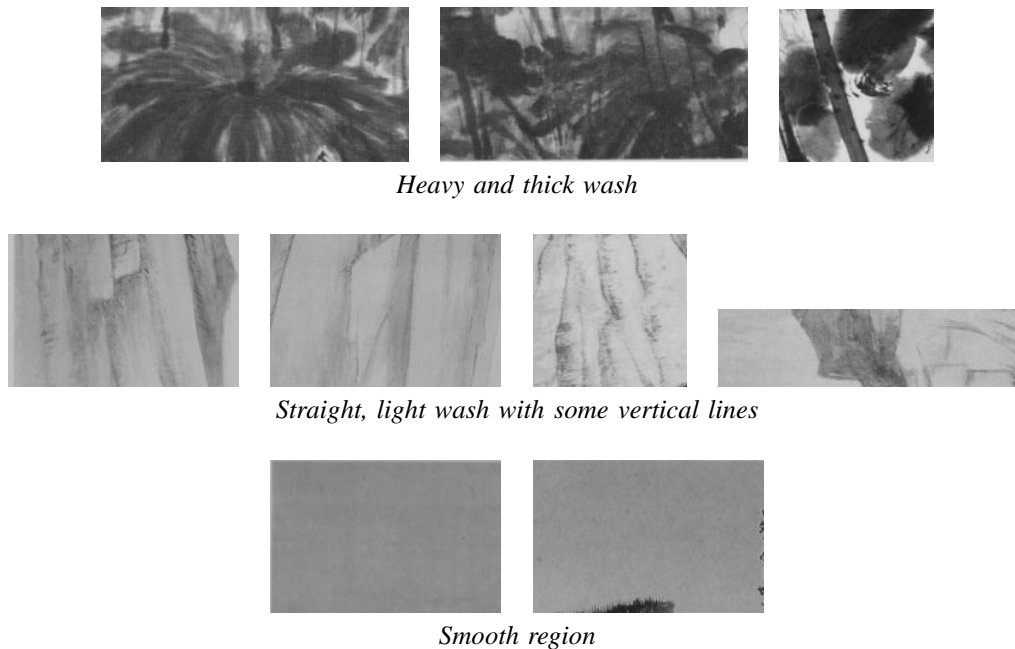 Heavy and thick wash
Straight, light wash with some vertical lines
Smooth region